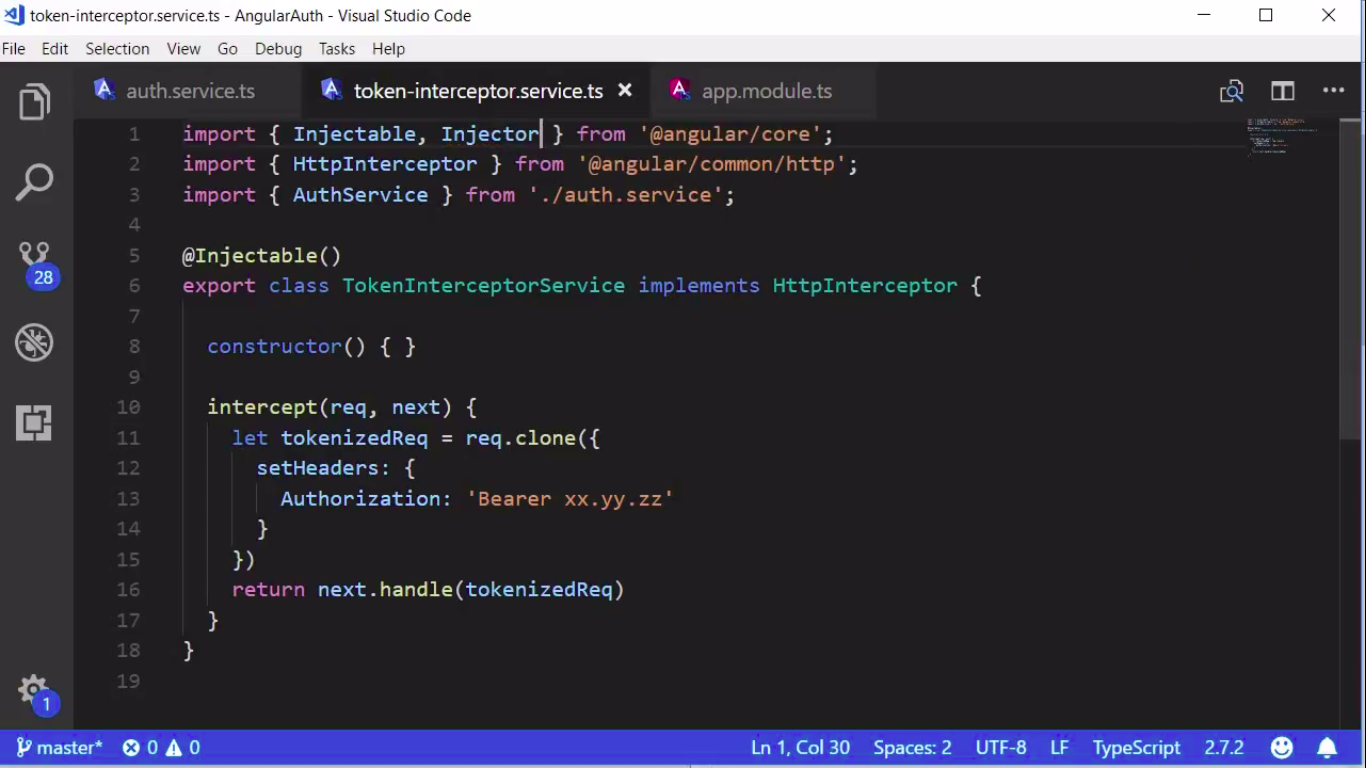 token-interceptor.service.ts - AngularAuth - Visual Studio Code
File Edit Selection View Go Debug Tasks Help
auth.service.ts token-interceptor.service.ts app.module.ts
1 import { Injectable, Injector } from '@angular/core';
2 import { HttpInterceptor } from '@angular/common/http';
3 import { AuthService } from './auth.service';
4
5 @Injectable()
6 export class TokenInterceptorService implements HttpInterceptor {
7
8 constructor() { }
9
10 intercept(req, next) {
11 let tokenizedReq = req.clone({
12 setHeaders: {
13 Authorization: 'Bearer xx.yy.zz'
14 }
15 })
16 return next.handle(tokenizedReq)
17 }
18 }
19
28
1
master* 0 0 Ln 1, Col 30 Spaces: 2 UTF-8 LF TypeScript 2.7.2